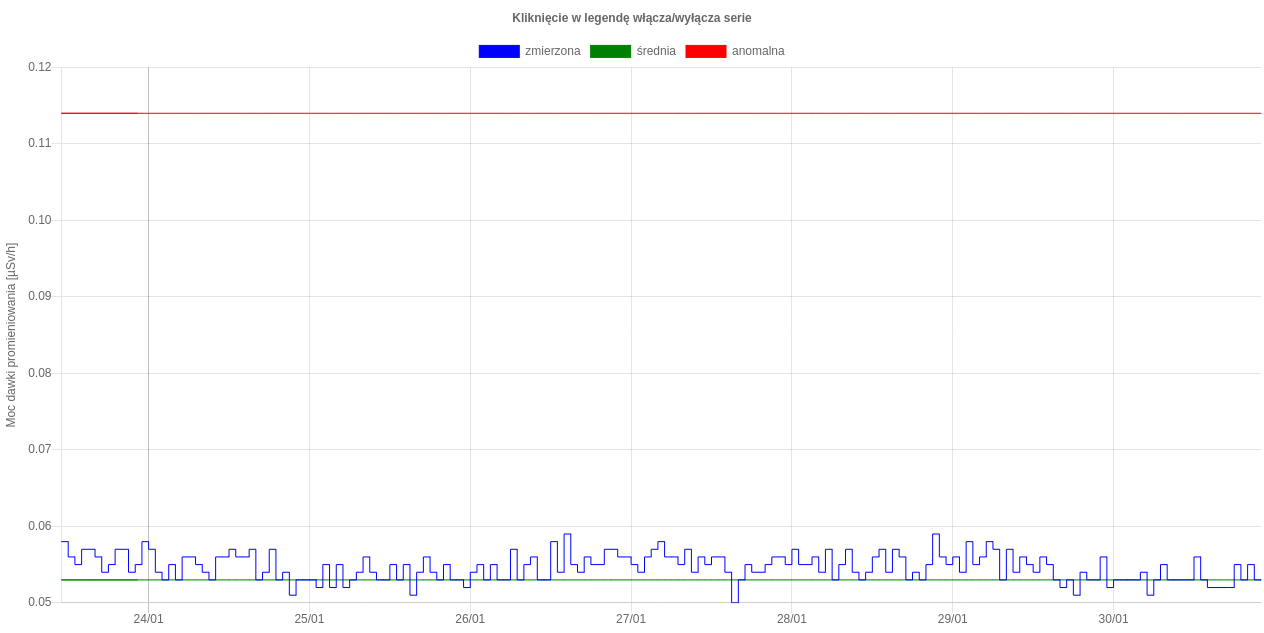 Kliknięcie w legendę włącza/wyłącza serie
zmierzona średnia anomalna
Moc dawki promieniowania [µSv/h]
0.12
0.11
0.10
0.09
0.08
0.07
0.06
0.05
24/01 25/01 26/01 27/01 28/01 29/01 30/01